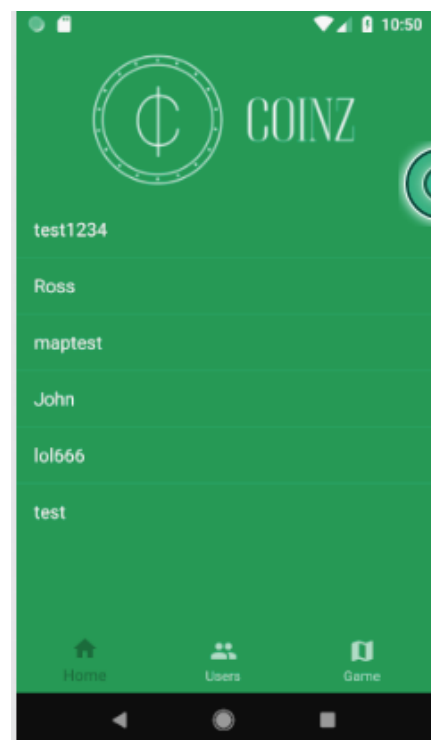 10:50
₵ COINZ
test1234
Ross
maptest
John
lol666
test
Home Users Game